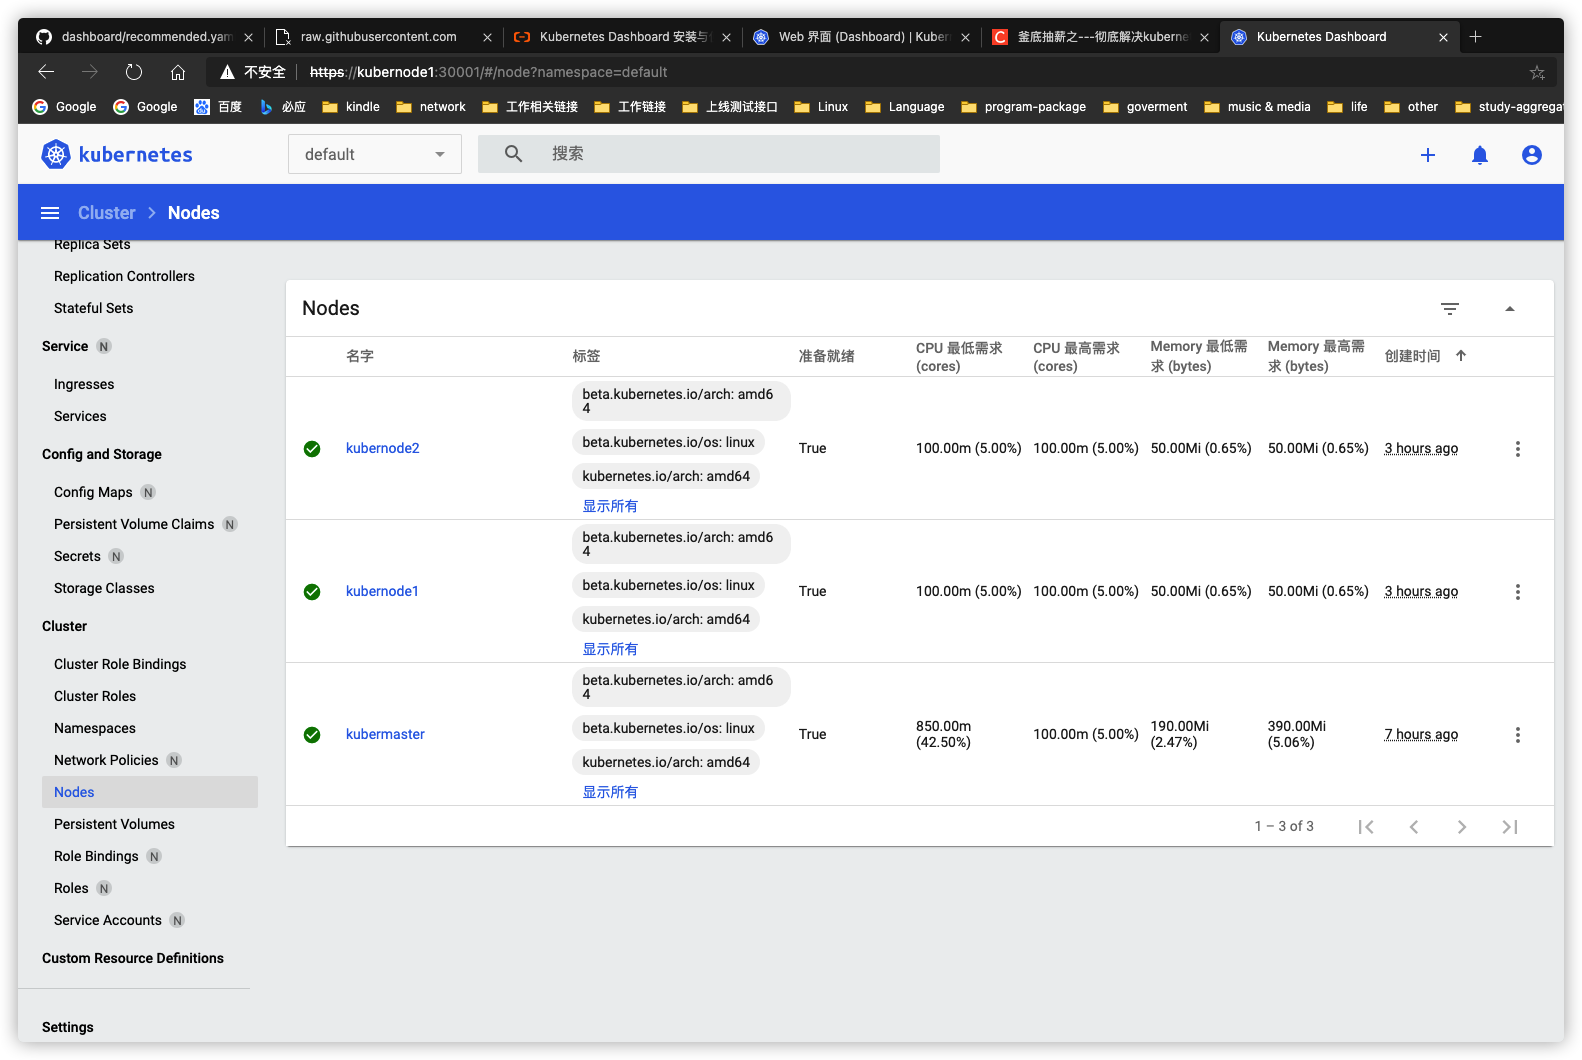 dashboard/recommended.yam
raw.githubusercontent.com
Kubernetes Dashboard 安装与
Web 界面 (Dashboard) | Kuber
釜底抽薪之---彻底解决kuberne
Kubernetes Dashboard
不安全
https://kubernode1:30001/#/node?namespace=default
Google
Google
百度
必应
kindle
network
工作相关链接
工作链接
上线测试接口
Linux
Language
program-package
goverment
music & media
life
other
study-aggrega
kubernetes
default
搜索
Cluster
Nodes
Replica Sets
Replication Controllers
Stateful Sets
Service N
Ingresses
Services
Config and Storage
Config Maps N
Persistent Volume Claims N
Secrets N
Storage Classes
Cluster
Cluster Role Bindings
Cluster Roles
Namespaces
Network Policies N
Nodes
Persistent Volumes
Role Bindings N
Roles N
Service Accounts N
Custom Resource Definitions
Settings
Nodes
名字
标签
准备就绪
CPU 最低需求
(cores)
CPU 最高需求
(cores)
Memory 最低需
求 (bytes)
Memory 最高需
求 (bytes)
创建时间
kubernode2
beta.kubernetes.io/arch: amd6
4
beta.kubernetes.io/os: linux
kubernetes.io/arch: amd64
显示所有
True
100.00m (5.00%)
100.00m (5.00%)
50.00Mi (0.65%)
50.00Mi (0.65%)
3 hours ago
kubernode1
beta.kubernetes.io/arch: amd6
4
beta.kubernetes.io/os: linux
kubernetes.io/arch: amd64
显示所有
True
100.00m (5.00%)
100.00m (5.00%)
50.00Mi (0.65%)
50.00Mi (0.65%)
3 hours ago
kubermaster
beta.kubernetes.io/arch: amd6
4
beta.kubernetes.io/os: linux
kubernetes.io/arch: amd64
显示所有
True
850.00m
(42.50%)
100.00m (5.00%)
190.00Mi
(2.47%)
390.00Mi
(5.06%)
7 hours ago
1 – 3 of 3